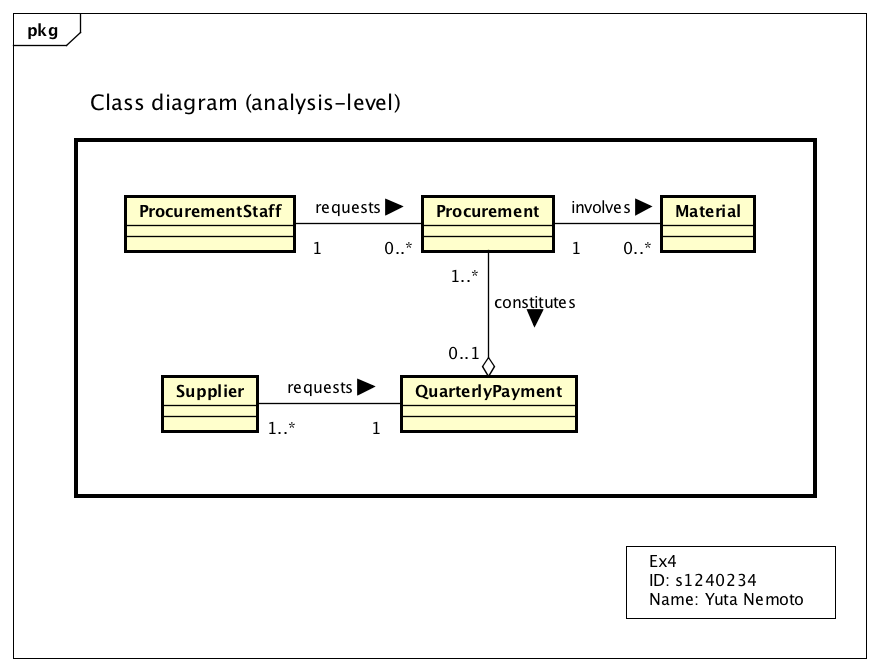 pkg
Class diagram (analysis-level)
ProcurementStaff
requests
1
0..*
Procurement
involves
1
0..*
Material
1..*
constitutes
0..1
Supplier
requests
1..*
1
QuarterlyPayment
Ex4
ID: s1240234
Name: Yuta Nemoto